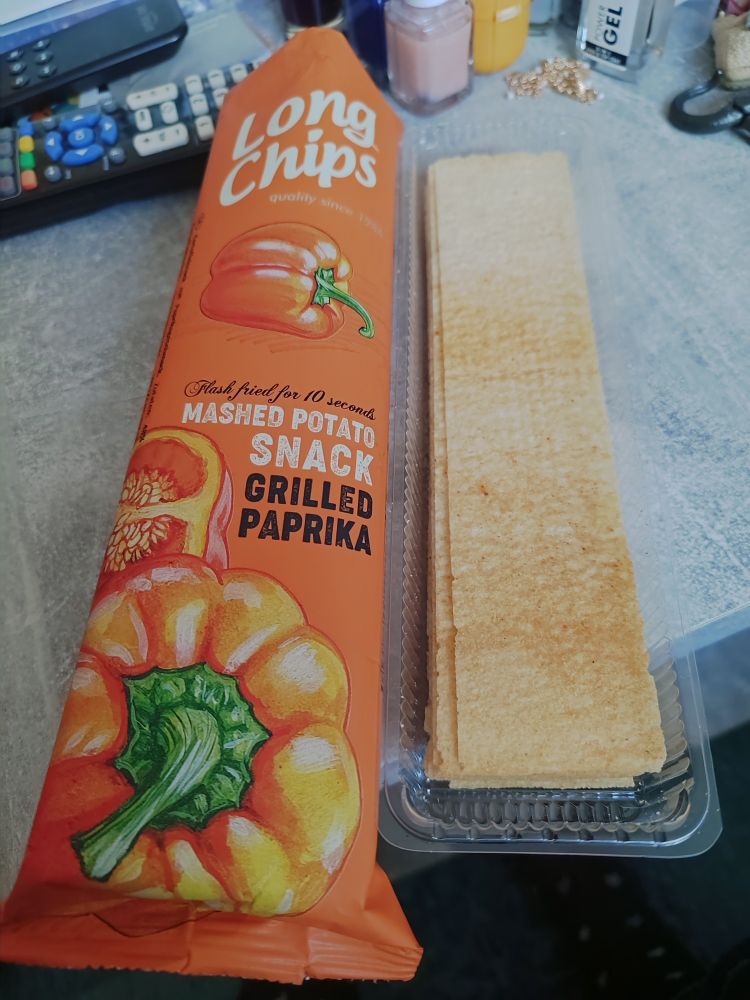 Long
Chips
quality since
Flash fried for 10 seconds
MASHED POTATO
SNACK
GRILLED
PAPRIKA
POWER
GEL